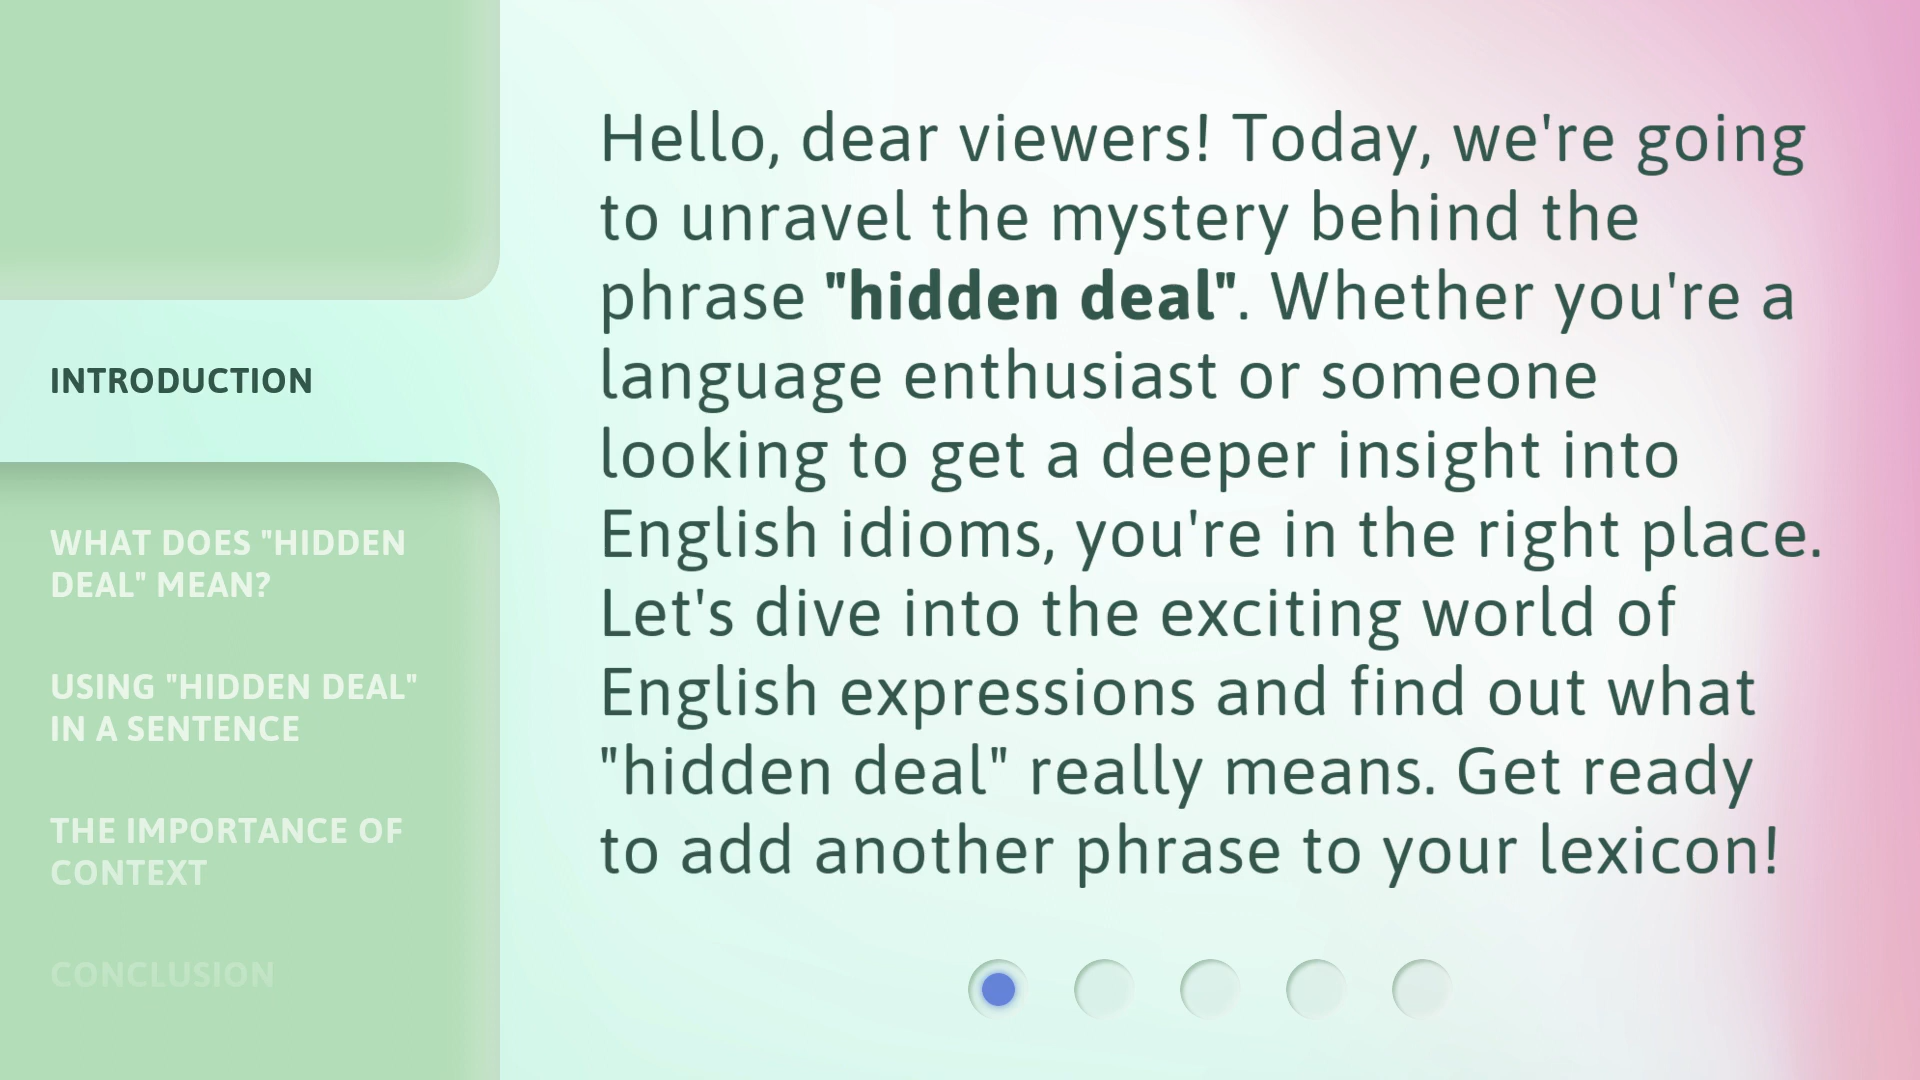 INTRODUCTION
WHAT DOES "HIDDEN
DEAL" MEAN?
USING "HIDDEN DEAL"
IN A SENTENCE
THE IMPORTANCE OF
CONTEXT
CONCLUSION
Hello, dear viewers! Today, we're going
to unravel the mystery behind the
phrase "hidden deal". Whether you're a
language enthusiast or someone
looking to get a deeper insight into
English idioms, you're in the right place.
Let's dive into the exciting world of
English expressions and find out what
"hidden deal" really means. Get ready
to add another phrase to your lexicon!